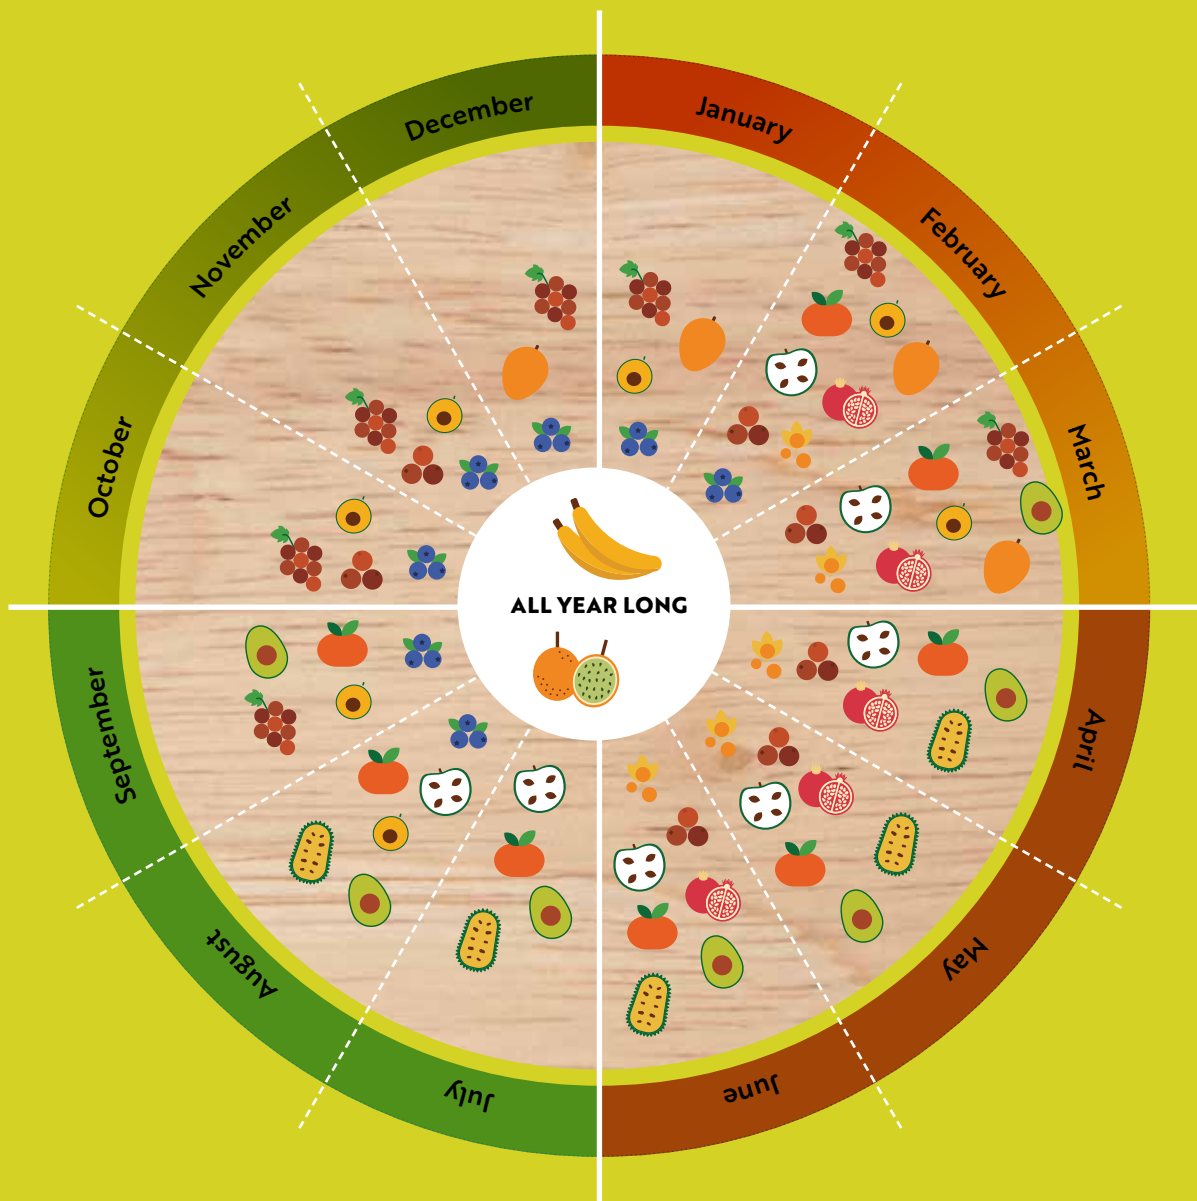 January
February
March
April
May
June
July
August
September
October
November
December
ALL YEAR LONG